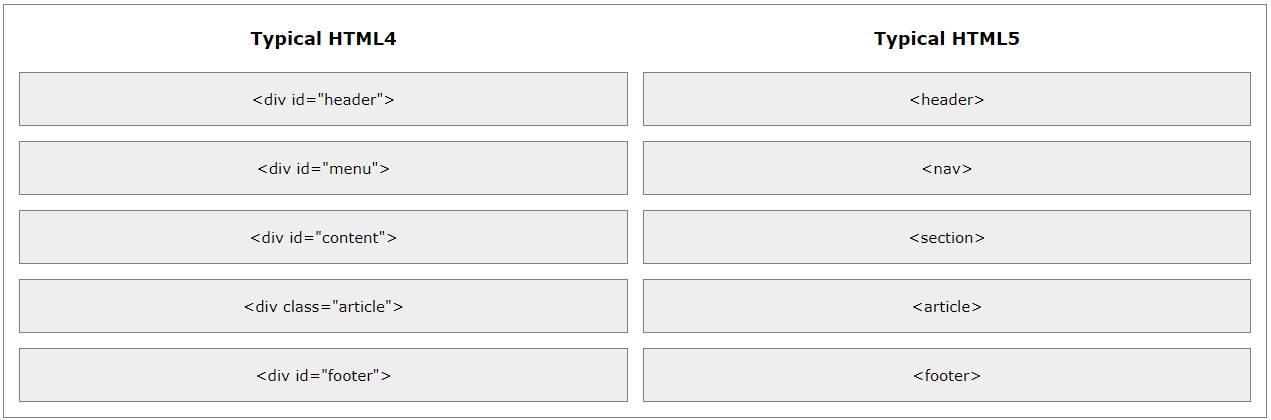 Typical HTML4 Typical HTML5
<div id="header"> <header>
<div id="menu"> <nav>
<div id="content"> <section>
<div class="article"> <article>
<div id="footer"> <footer>